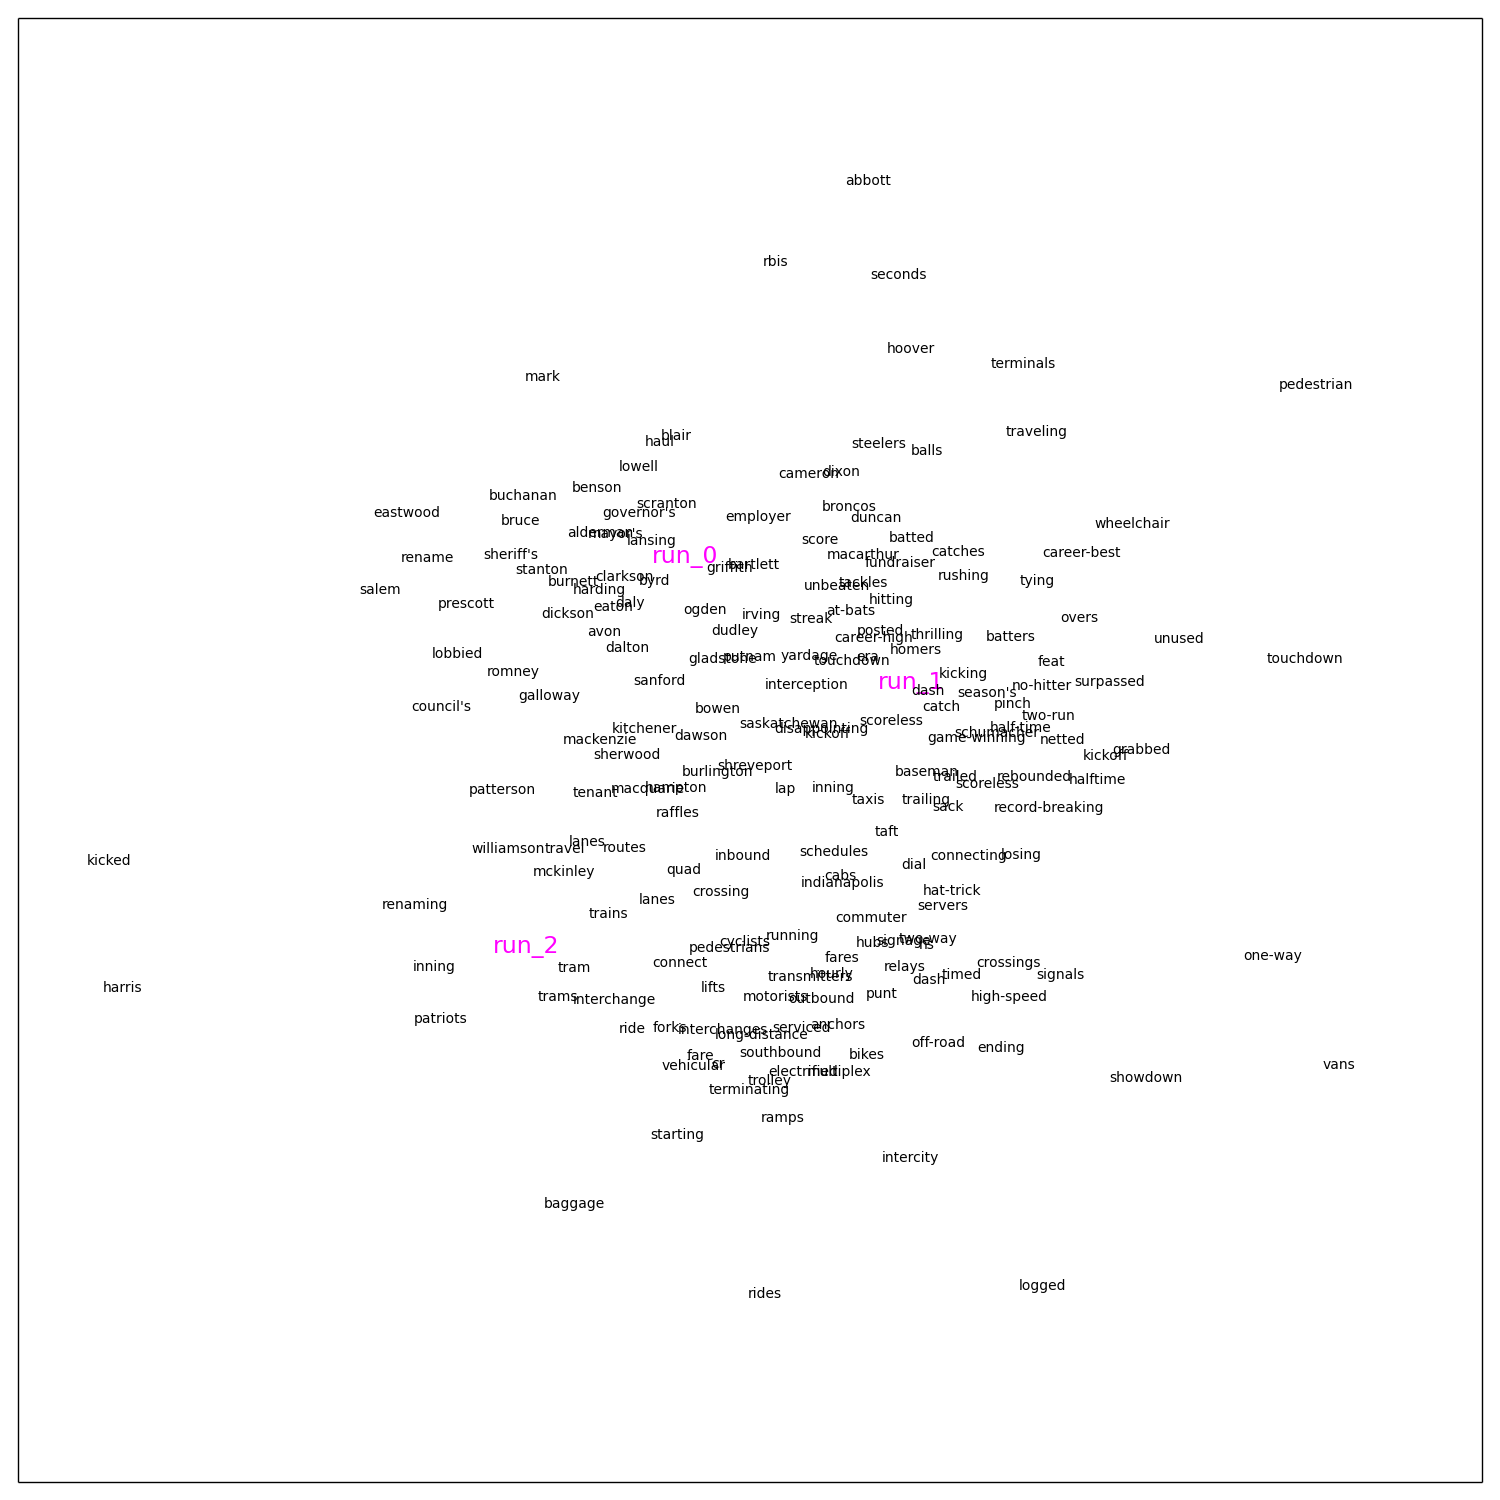 abbott
rbis
seconds
hoover
terminals
mark
pedestrian
traveling
blair
haul
steelers
balls
lowell
cameron
dixon
benson
buchanan
scranton
broncos
eastwood
governor's
employer
duncan
bruce
wheelchair
alderman
mayor's
batted
lansing
score
sheriff's
run_0
macarthur
catches
career-best
rename
fundraiser
bartlett
griffith
stanton
clarkson
rushing
burnett
byrd
tying
tackles
unbeaten
salem
harding
hitting
prescott
daly
eaton
ogden
at-bats
dickson
irving
streak
overs
avon
dudley
posted
thrilling
career-high
batters
unused
dalton
homers
lobbied
gladstone
putnam
yardage
era
touchdown
feat
touchdown
romney
kicking
sanford
run_1
interception
no-hitter
surpassed
galloway
dash
season's
council's
bowen
catch
pinch
two-run
saskatchewan
scoreless
kitchener
disappointing
half-time
kickoff
schumacher
dawson
mackenzie
game-winning
netted
grabbed
sherwood
kickoff
shreveport
burlington
baseman
trailed
rebounded
halftime
scoreless
patterson
tenant
macquarie
hampton
lap
inning
taxis
trailing
sack
record-breaking
raffles
taft
lanes
williamson
travel
routes
schedules
inbound
connecting
losing
kicked
dial
mckinley
quad
cabs
indianapolis
crossing
hat-trick
lanes
renaming
servers
trains
commuter
run_2
running
cyclists
pedestrians
hubs
signage
two-way
hs
fares
one-way
inning
tram
connect
relays
crossings
hourly
transmitters
timed
signals
dash
harris
lifts
trams
interchange
motorists
outbound
punt
high-speed
patriots
ride
forks
interchanges
serviced
anchors
long-distance
off-road
ending
fare
southbound
bikes
vehicular
cr
vans
trolley
electrified
multiplex
showdown
terminating
ramps
starting
intercity
baggage
logged
rides